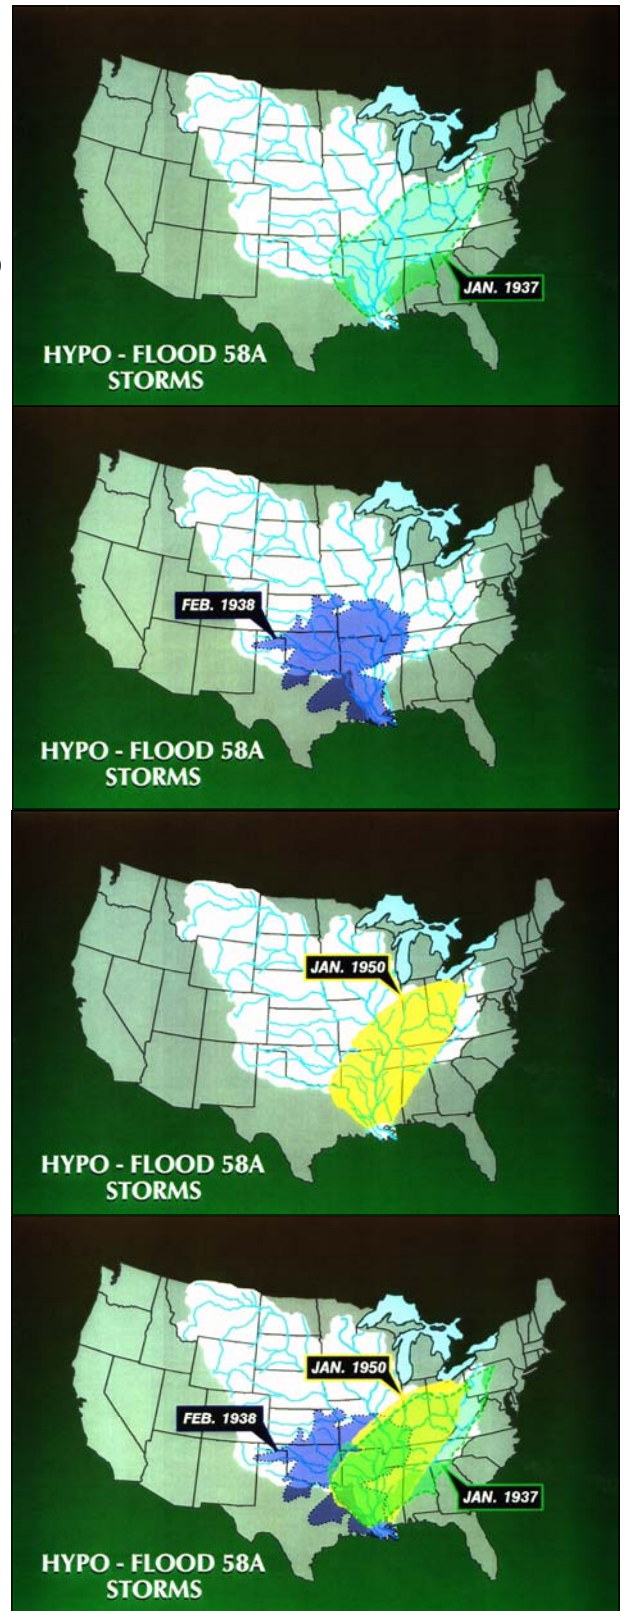 JAN. 1937
HYPO - FLOOD 58A
STORMS
FEB. 1938
HYPO - FLOOD 58A
STORMS
JAN. 1950
HYPO - FLOOD 58A
STORMS
JAN. 1950
FEB. 1938
JAN. 1937
HYPO - FLOOD 58A
STORMS